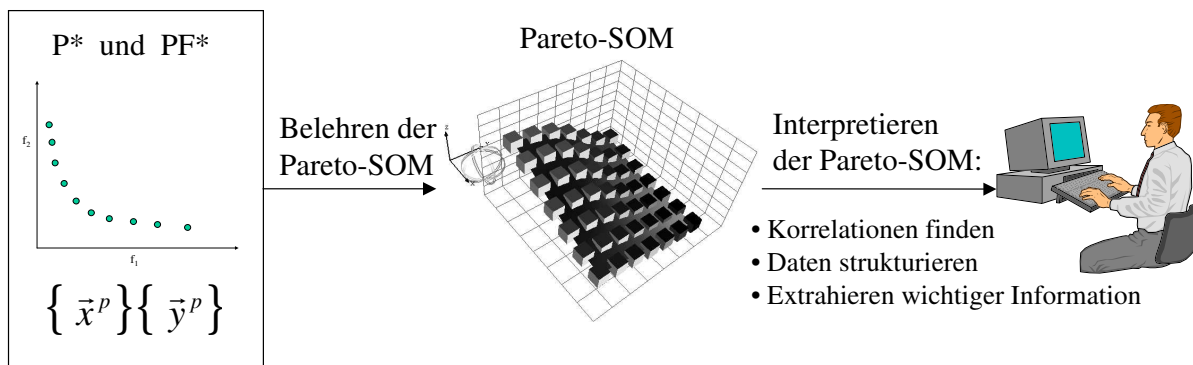 P* und PF*
f₂
f₁
{ x⃗ ᵖ }{ y⃗ ᵖ }
Belehren der
Pareto-SOM
Pareto-SOM
Z
Y
X
Interpretieren
der Pareto-SOM:
• Korrelationen finden
• Daten strukturieren
• Extrahieren wichtiger Information